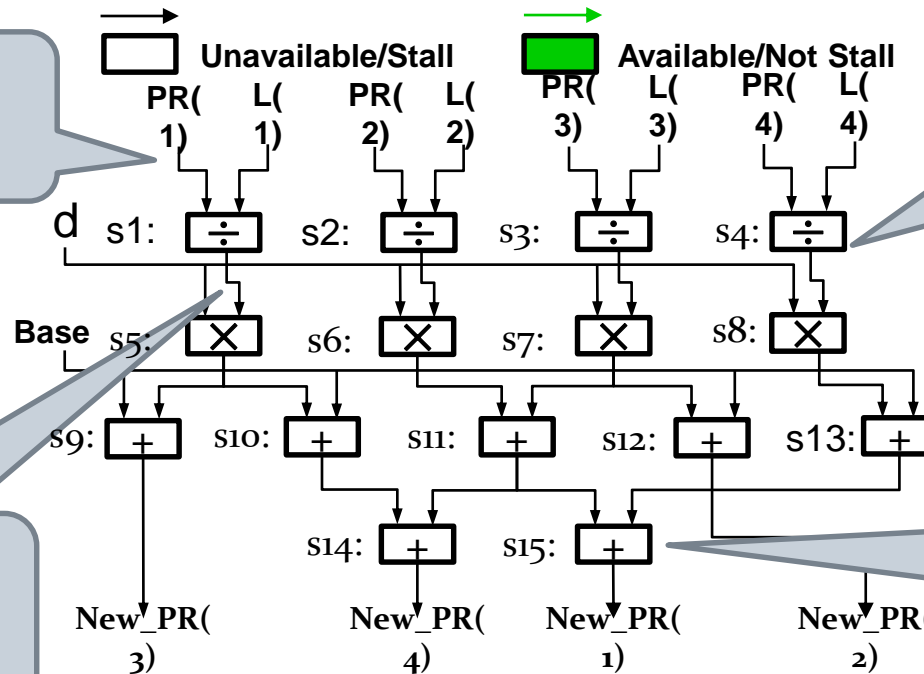 Unavailable/Stall Available/Not Stall
PR( L( PR( L( PR( L( PR( L(
1) 1) 2) 2) 3) 3) 4) 4)
d s1: ÷ s2: ÷ s3: ÷ s4: ÷
Base s5: × s6: × s7: × s8: ×
s9: + s10: + s11: + s12: + s13: +
s14: + s15: +
New_PR( New_PR( New_PR( New_PR(
3) 4) 1) 2)